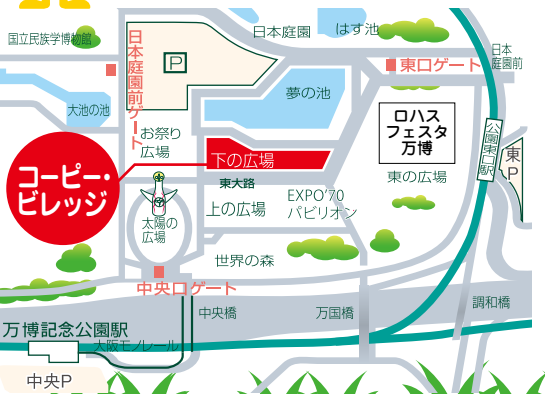 国立民族学博物館
日本庭園前ゲート
P
日本庭園
はす池
東口ゲート
日本
庭園前
大池の池
夢の池
お祭り
広場
下の広場
ロハス
フェスタ
万博
公園東口駅
東
P
コーピー・
ビレッジ
東大路
東の広場
上の広場
EXPO'70
パビリオン
太陽の
広場
世界の森
中央口ゲート
中央橋
万国橋
調和橋
万博記念公園駅
大阪モノレール
中央P